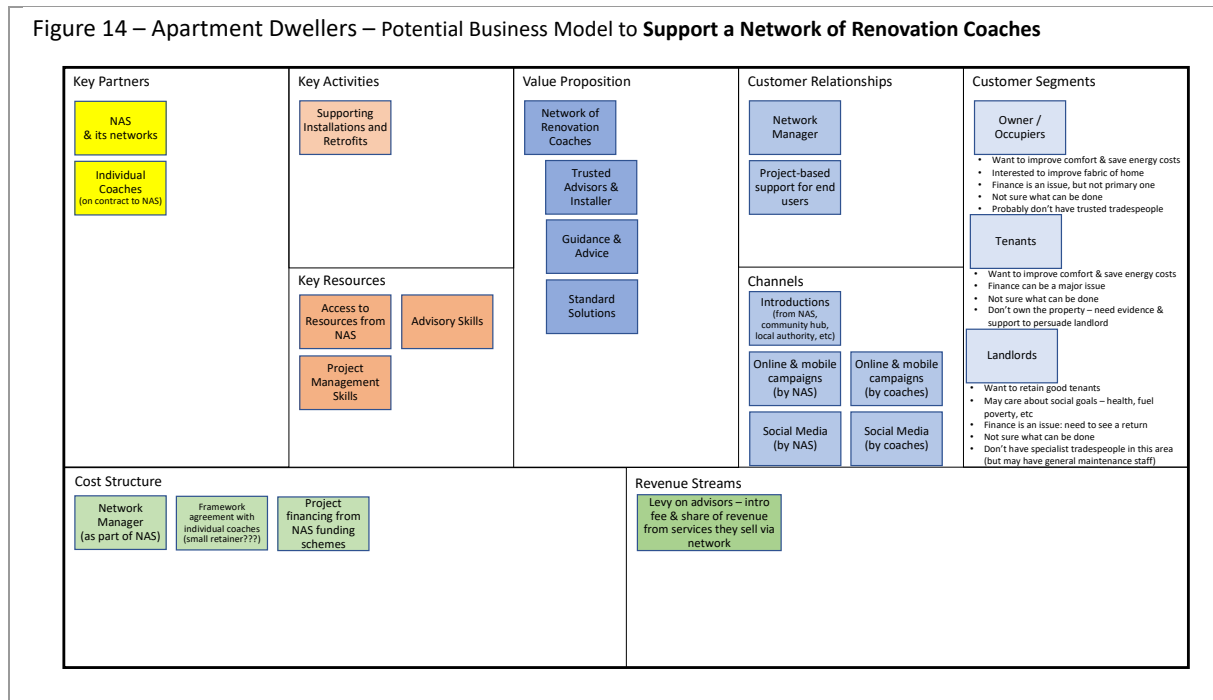 Figure 14 – Apartment Dwellers – Potential Business Model to Support a Network of Renovation Coaches
Key Partners
NAS
& its networks
Individual
Coaches
(on contract to NAS)
Key Activities
Supporting
Installations and
Retrofits
Key Resources
Access to
Resources from
NAS
Advisory Skills
Project
Management
Skills
Value Proposition
Network of
Renovation
Coaches
Trusted
Advisors &
Installer
Guidance &
Advice
Standard
Solutions
Customer Relationships
Network
Manager
Project-based
support for end
users
Channels
Introductions
(from NAS,
community hub,
local authority, etc)
Online & mobile
campaigns
(by NAS)
Online & mobile
campaigns
(by coaches)
Social Media
(by NAS)
Social Media
(by coaches)
Customer Segments
Owner /
Occupiers
• Want to improve comfort & save energy costs
• Interested to improve fabric of home
• Finance is an issue, but not primary one
• Not sure what can be done
• Probably don't have trusted tradespeople
Tenants
• Want to improve comfort & save energy costs
• Finance can be a major issue
• Not sure what can be done
• Don't own the property – need evidence &
support to persuade landlord
Landlords
• Want to retain good tenants
• May care about social goals – health, fuel
poverty, etc
• Finance is an issue: need to see a return
• Not sure what can be done
• Don't have specialist tradespeople in this area
(but may have general maintenance staff)
Cost Structure
Network
Manager
(as part of NAS)
Framework
agreement with
individual coaches
(small retainer???)
Project
financing from
NAS funding
schemes
Revenue Streams
Levy on advisors – intro
fee & share of revenue
from services they sell via
network